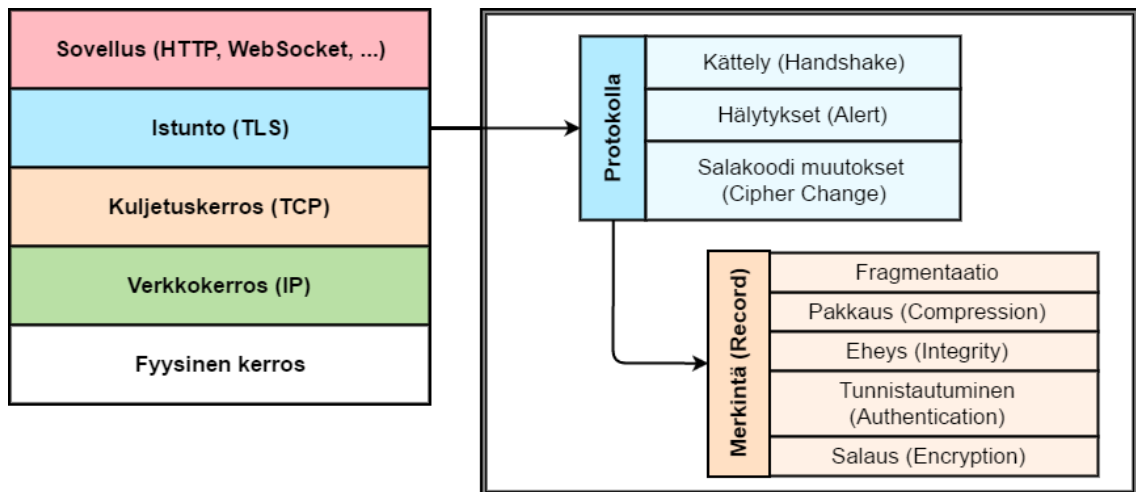 Sovellus (HTTP, WebSocket, ...)
Istunto (TLS)
Kuljetuskerros (TCP)
Verkkokerros (IP)
Fyysinen kerros
Protokolla
Kättely (Handshake)
Hälytykset (Alert)
Salakoodi muutokset
(Cipher Change)
Merkintä (Record)
Fragmentaatio
Pakkaus (Compression)
Eheys (Integrity)
Tunnistautuminen
(Authentication)
Salaus (Encryption)